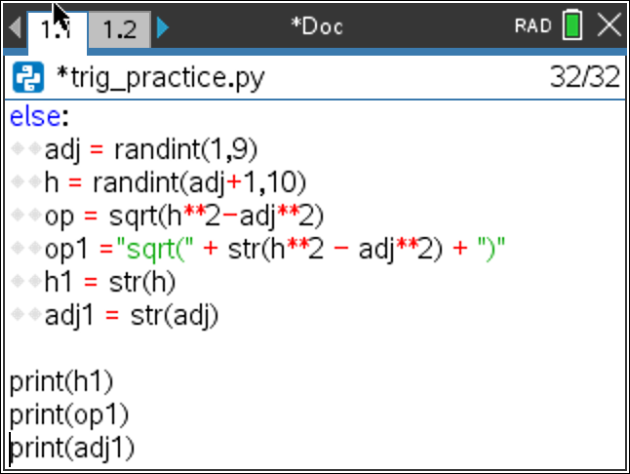 1.1 1.2 *Doc RAD
*trig_practice.py 32/32
else:
adj = randint(1,9)
h = randint(adj+1,10)
op = sqrt(h**2-adj**2)
op1 ="sqrt(" + str(h**2 - adj**2) + ")"
h1 = str(h)
adj1 = str(adj)
print(h1)
print(op1)
print(adj1)